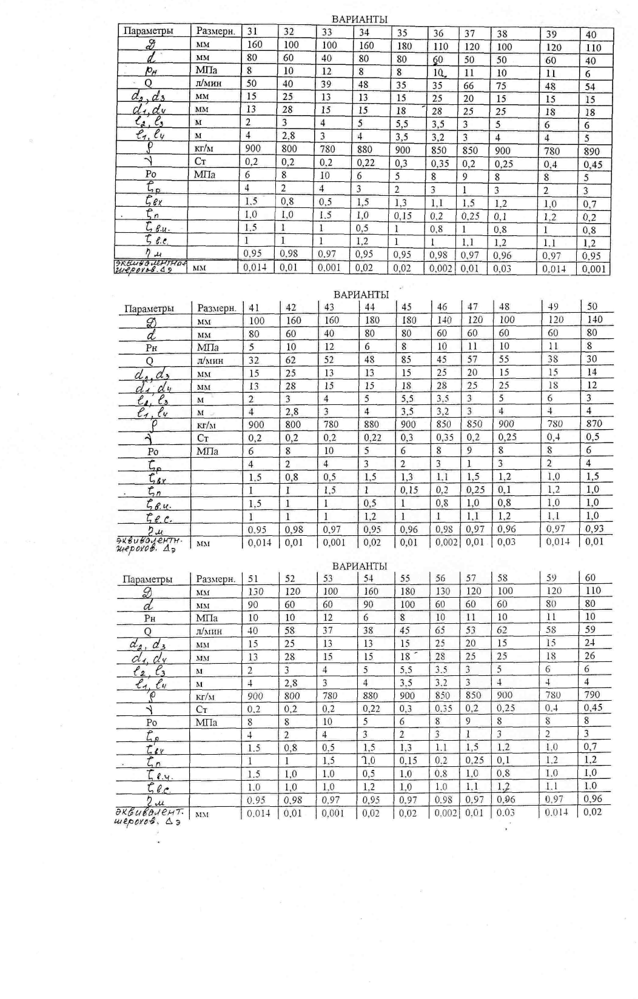 ВАРИАНТЫ
Параметры Размерн. 31 32 33 34 35 36 37 38 39 40
D мм 160 100 100 160 180 110 120 100 120 110
d мм 80 60 40 80 80 60 50 50 60 40
Pн МПа 8 10 12 8 8 10 11 10 11 6
Q л/мин 50 40 39 48 35 35 66 75 48 54
d2, d3 мм 15 25 13 13 15 25 20 15 15 15
d1, d4 мм 13 28 15 15 18 28 25 25 18 18
ℓ2, ℓ3 м 2 3 4 5 5,5 3,5 3 5 6 6
ℓ1, ℓ4 м 4 2,8 3 4 3,5 3,2 3 4 4 5
ρ кг/м 900 800 780 880 900 850 850 900 780 890
ν Ст 0,2 0,2 0,2 0,22 0,3 0,35 0,2 0,25 0,4 0,45
Ро МПа 6 8 10 6 5 8 9 8 8 5
ζр 4 2 4 3 2 3 1 3 2 3
ζвх 1.5 0,8 0,5 1,5 1,3 1,1 1,5 1,2 1,0 0,7
ζп 1,0 1,0 1.5 1,0 0,15 0,2 0,25 0,1 1,2 0,2
ζв.ц. 1.5 1 1 0,5 1 0,8 1 0,8 1 0,8
ζв.с. 1 1 1 1,2 1 1 1,1 1,2 1,1 1,2
ηм 0,95 0,98 0,97 0,95 0,95 0,98 0,97 0,96 0,97 0,95
эквивалентная
шерохов. Δэ мм 0,014 0,01 0,001 0,02 0,02 0,002 0,01 0,03 0,014 0,001
ВАРИАНТЫ
Параметры Размерн. 41 42 43 44 45 46 47 48 49 50
D мм 100 160 160 180 180 140 120 100 120 140
d мм 80 60 40 80 80 60 60 60 60 80
Рн МПа 5 10 12 6 8 10 11 10 11 8
Q л/мин 32 62 52 48 85 45 57 55 38 30
d2, d3 мм 15 25 13 13 15 25 20 15 15 14
d1, d4 мм 13 28 15 15 18 28 25 25 18 12
ℓ2, ℓ3 м 2 3 4 5 5,5 3.5 3 5 6 3
ℓ1, ℓ4 м 4 2,8 3 4 3,5 3,2 3 4 4 4
ρ кг/м 900 800 780 880 900 850 850 900 780 870
ν Ст 0,2 0,2 0,2 0,22 0,3 0,35 0,2 0,25 0,4 0,5
Ро МПа 6 8 10 5 6 8 9 8 8 6
ζр 4 2 4 3 2 3 1 3 2 4
ζвх 1.5 0,8 0,5 1,5 1,3 1,1 1,5 1,2 1,0 1,5
ζп 1 1 1,5 1 0,15 0,2 0,25 0,1 1,2 1,0
ζв.ц. 1,5 1 1 0,5 1 0,8 1,0 0,8 1,0 1,0
ζв.с. 1 1 1 1,2 1 1 1,1 1,2 1.1 1,0
ηм 0.95 0,98 0,97 0,95 0,96 0,98 0,97 0,96 0,97 0,93
эквивалентн.
шерохов. Δэ мм 0,014 0,01 0,001 0,02 0,01 0,002 0,01 0,03 0,014 0,01
ВАРИАНТЫ
Параметры Размерн. 51 52 53 54 55 56 57 58 59 60
D мм 130 120 100 160 180 130 120 100 120 110
d мм 90 60 60 90 100 60 60 60 80 80
Рн МПа 10 10 12 6 8 10 11 10 11 10
Q л/мин 40 58 37 38 45 65 53 62 58 59
d2, d3 мм 15 25 13 13 15 25 20 15 15 24
d1, d4 мм 13 28 15 15 18 28 25 25 18 26
ℓ2, ℓ3 м 2 3 4 5 5,5 3.5 3 5 6 6
ℓ1, ℓ4 м 4 2,8 3 4 3,5 3.2 3 4 4 4
ρ кг/м 900 800 780 880 900 850 850 900 780 790
ν Ст 0,2 0,2 0,2 0,22 0,3 0,35 0,2 0,25 0,4 0,45
Ро МПа 8 8 10 5 6 8 9 8 8 8
ζр 4 2 4 3 2 3 1 3 2 3
ζвх 1.5 0,8 0,5 1,5 1,3 1.1 1,5 1.2 1.0 0,7
ζп 1 1 1,5 1,0 0,15 0.2 0,25 0,1 1,2 1,2
ζв.ц. 1.5 1,0 1.0 0,5 1,0 0.8 1,0 0,8 1.0 1,0
ζв.с. 1.0 1,0 1,0 1,2 1,0 1.0 1,1 1,2 1.1 1.0
ηм 0.95 0,98 0,97 0,95 0,97 0.98 0,97 0,96 0,97 0,96
эквивалент.
шерохов. Δэ мм 0,014 0,01 0,001 0,02 0,02 0,002 0,01 0,03 0,014 0,02